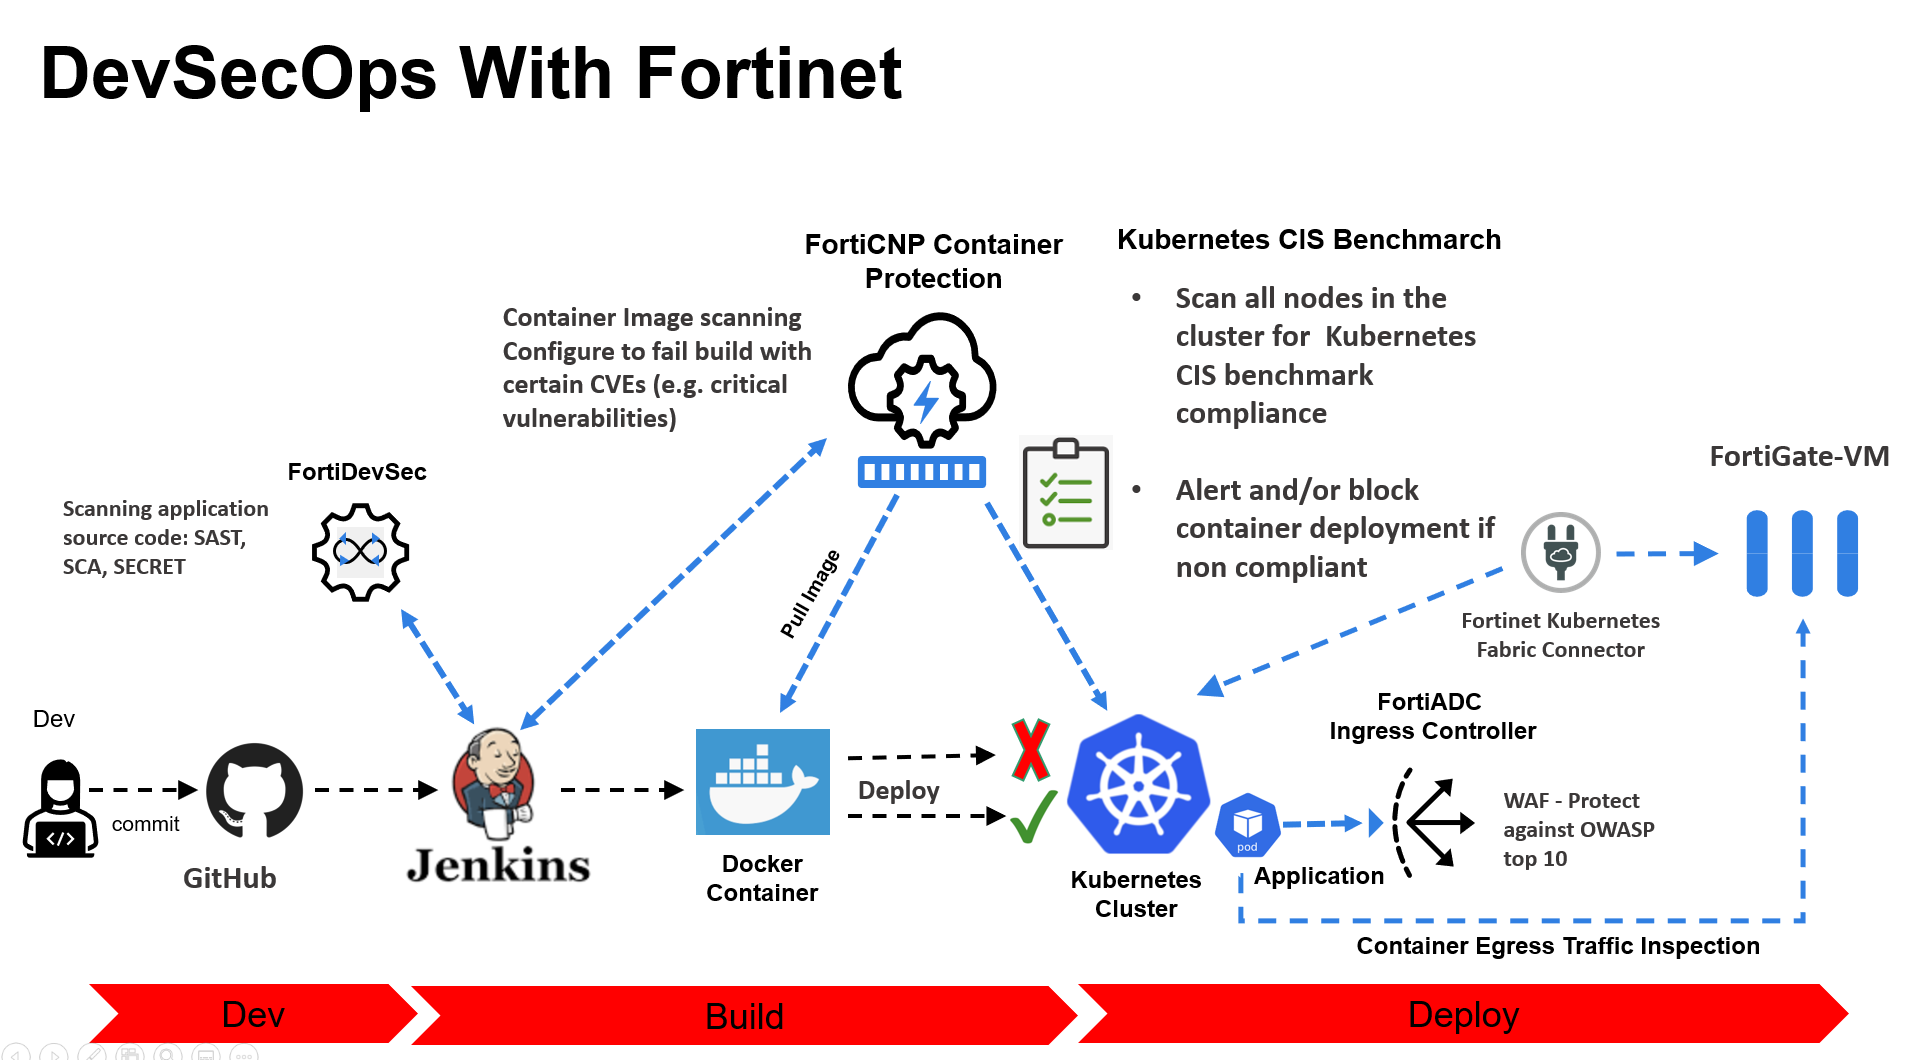 DevSecOps With Fortinet
FortiCNP Container
Protection
Kubernetes CIS Benchmarch
Container Image scanning
Configure to fail build with
certain CVEs (e.g. critical
vulnerabilities)
• Scan all nodes in the
cluster for Kubernetes
CIS benchmark
compliance
• Alert and/or block
container deployment if
non compliant
FortiDevSec
Scanning application
source code: SAST,
SCA, SECRET
FortiGate-VM
Pull Image
Fortinet Kubernetes
Fabric Connector
FortiADC
Ingress Controller
Dev
commit
GitHub
Jenkins
Docker
Container
Deploy
Kubernetes
Cluster
pod
Application
WAF - Protect
against OWASP
top 10
Container Egress Traffic Inspection
Dev
Build
Deploy